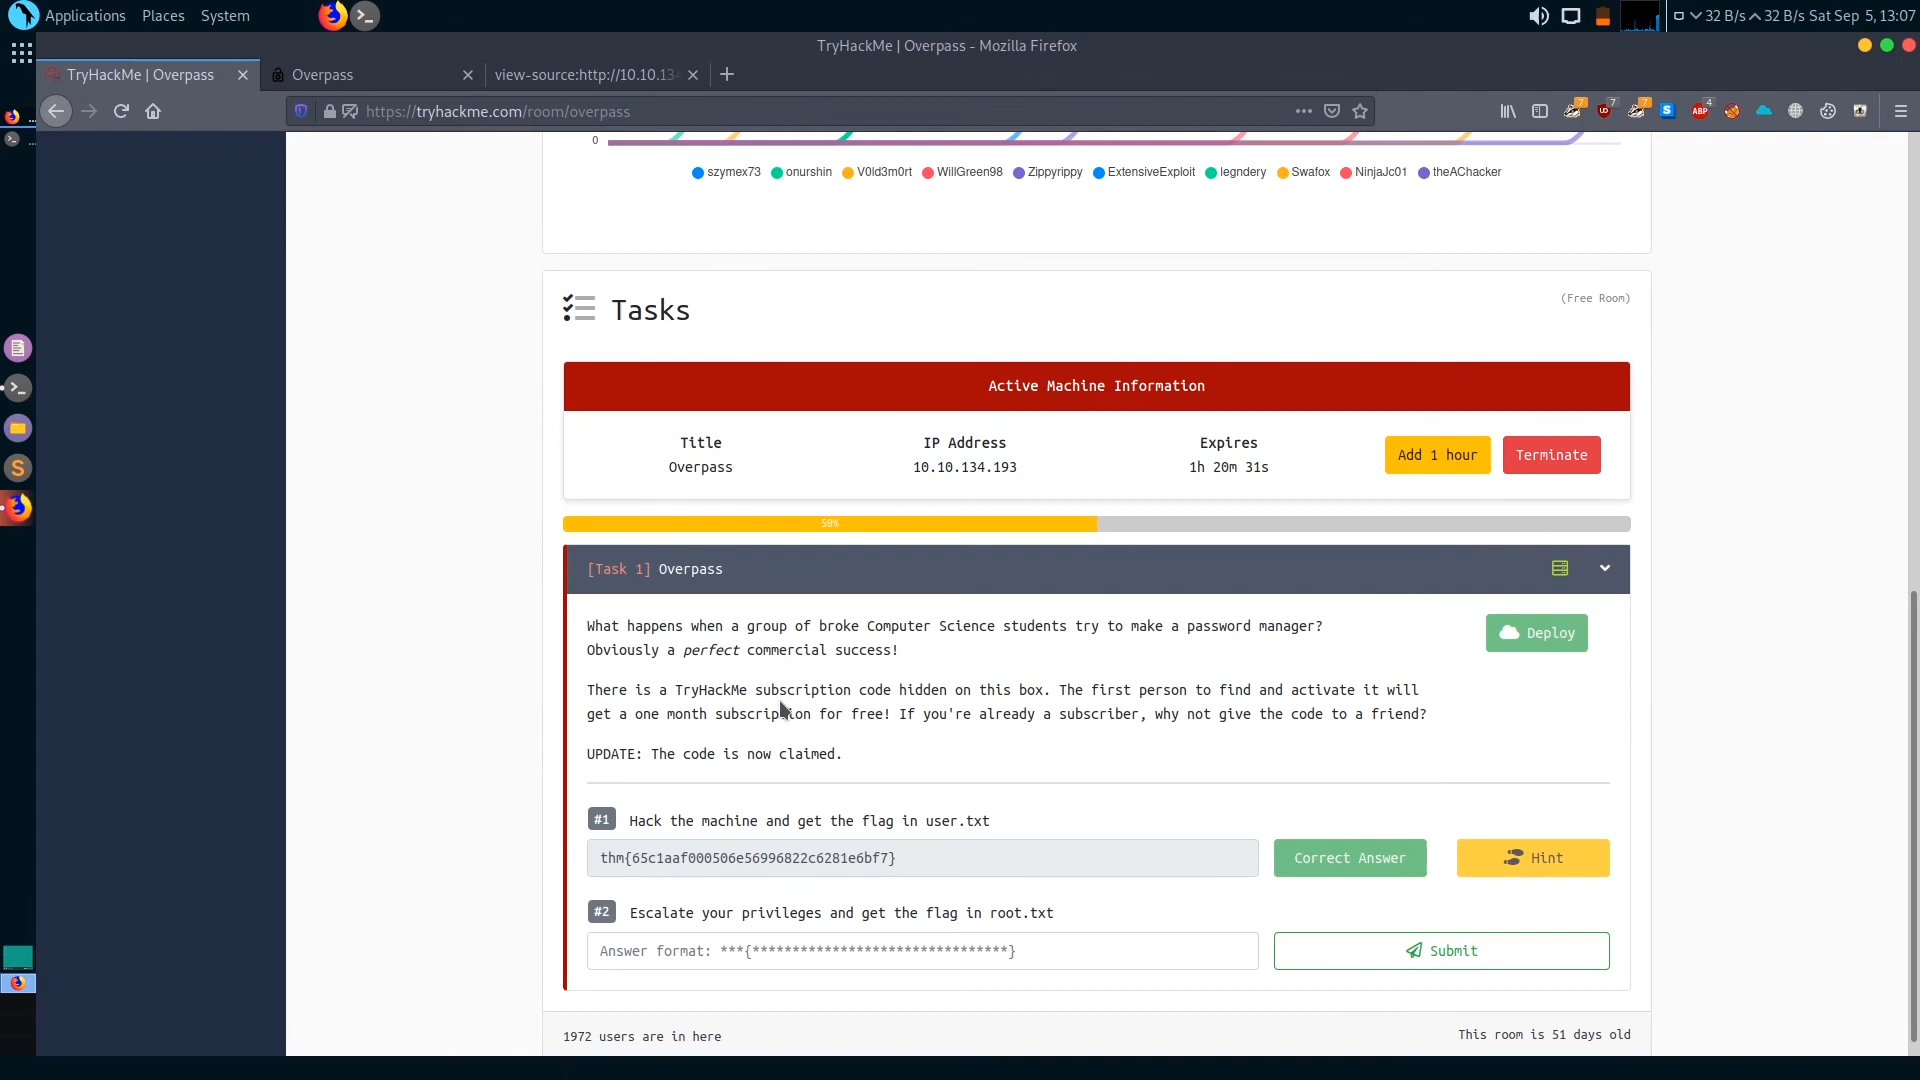 Applications Places System
32 B/s 32 B/s Sat Sep 5, 13:07
TryHackMe | Overpass - Mozilla Firefox
TryHackMe | Overpass
Overpass
view-source:http://10.10.134
https://tryhackme.com/room/overpass
7 7 7 4
UD S ABP
0
szymex73 onurshin V0ld3m0rt WillGreen98 Zippyrippy ExtensiveExploit legndery Swafox NinjaJc01 theAChacker
Tasks
(Free Room)
Active Machine Information
Title IP Address Expires
Overpass 10.10.134.193 1h 20m 31s
Add 1 hour Terminate
50%
[Task 1] Overpass
What happens when a group of broke Computer Science students try to make a password manager?
Obviously a perfect commercial success!
Deploy
There is a TryHackMe subscription code hidden on this box. The first person to find and activate it will
get a one month subscription for free! If you're already a subscriber, why not give the code to a friend?
UPDATE: The code is now claimed.
#1 Hack the machine and get the flag in user.txt
thm{65c1aaf000506e56996822c6281e6bf7}
Correct Answer
Hint
#2 Escalate your privileges and get the flag in root.txt
Answer format: ***{********************************}
Submit
1972 users are in here
This room is 51 days old